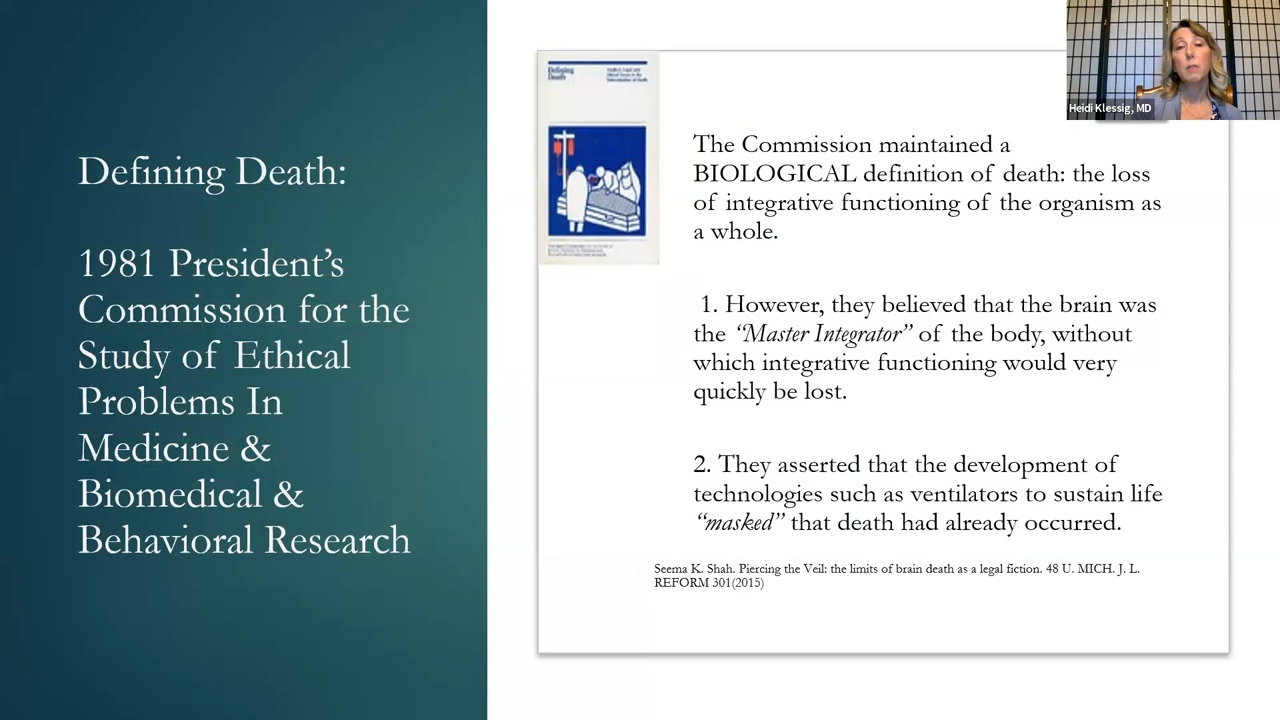 Defining Death:
1981 President's
Commission for the
Study of Ethical
Problems In
Medicine &
Biomedical &
Behavioral Research
Defining
Death
The Commission maintained a
BIOLOGICAL definition of death: the loss
of integrative functioning of the organism as
a whole.
1. However, they believed that the brain was
the “Master Integrator” of the body, without
which integrative functioning would very
quickly be lost.
2. They asserted that the development of
technologies such as ventilators to sustain life
“masked” that death had already occurred.
Seema K. Shah. Piercing the Veil: the limits of brain death as a legal fiction. 48 U. MICH. J. L.
REFORM 301(2015)
Heidi Klessig, MD